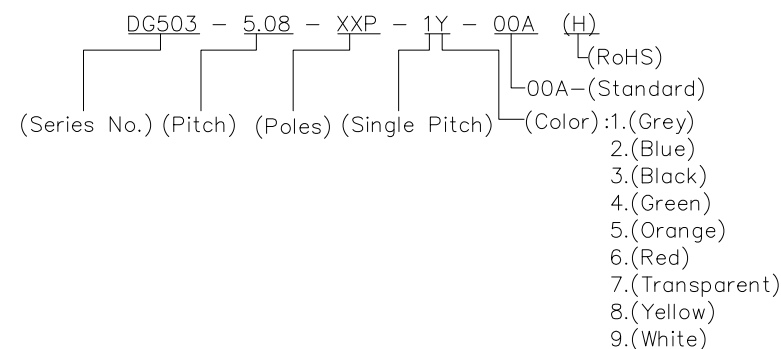 DG503 - 5.08 - XXP - 1Y - 00A (H)
(RoHS)
00A-(Standard)
(Series No.) (Pitch) (Poles) (Single Pitch) (Color):1.(Grey)
2.(Blue)
3.(Black)
4.(Green)
5.(Orange)
6.(Red)
7.(Transparent)
8.(Yellow)
9.(White)